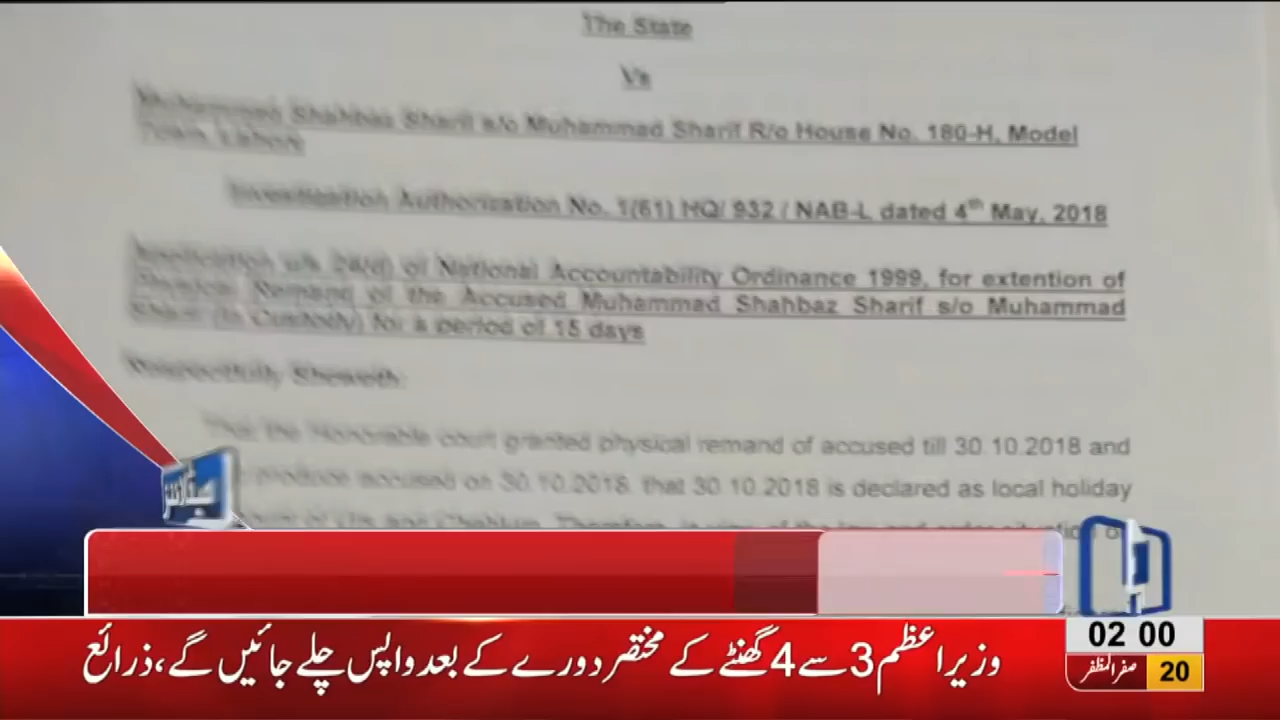 The State
Vs
Muhammad Shahbaz Sharif s/o Muhammad Sharif R/o House No. 180-H, Model
Town, Lahore
Investigation Authorization No. 1(61) HQ/ 932 / NAB-L dated 4th May, 2018
Application u/s 24(d) of National Accountability Ordinance 1999, for extention of
Physical Remand of the Accused Muhammad Shahbaz Sharif s/o Muhammad
Sharif (In Custody) for a period of 15 days
Respectfully Sheweth:
That the Honorable court granted physical remand of accused till 30.10.2018 and
produce accused on 30.10.2018. that 30.10.2018 is declared as local holiday
02 00
صفر المظفر 20
وزیراعظم 3 سے 4 گھنٹے کے مختصر دورے کے بعد واپس چلے جائیں گے، ذرائع